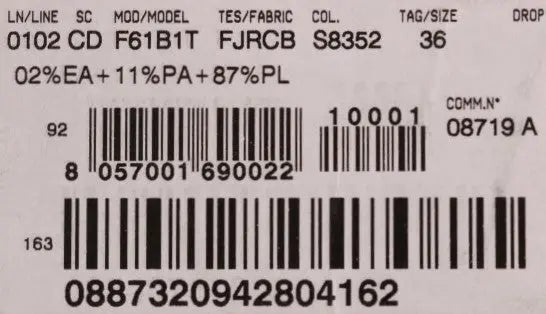 LN/LINE SC MOD/MODEL TES/FABRIC COL. TAG/SIZE DROP
0102 CD F61B1T FJRCB S8352 36
02%EA+11%PA+87%PL
COMM.N°
10001
92 08719 A
8 057001 690022
163
0887320942804162